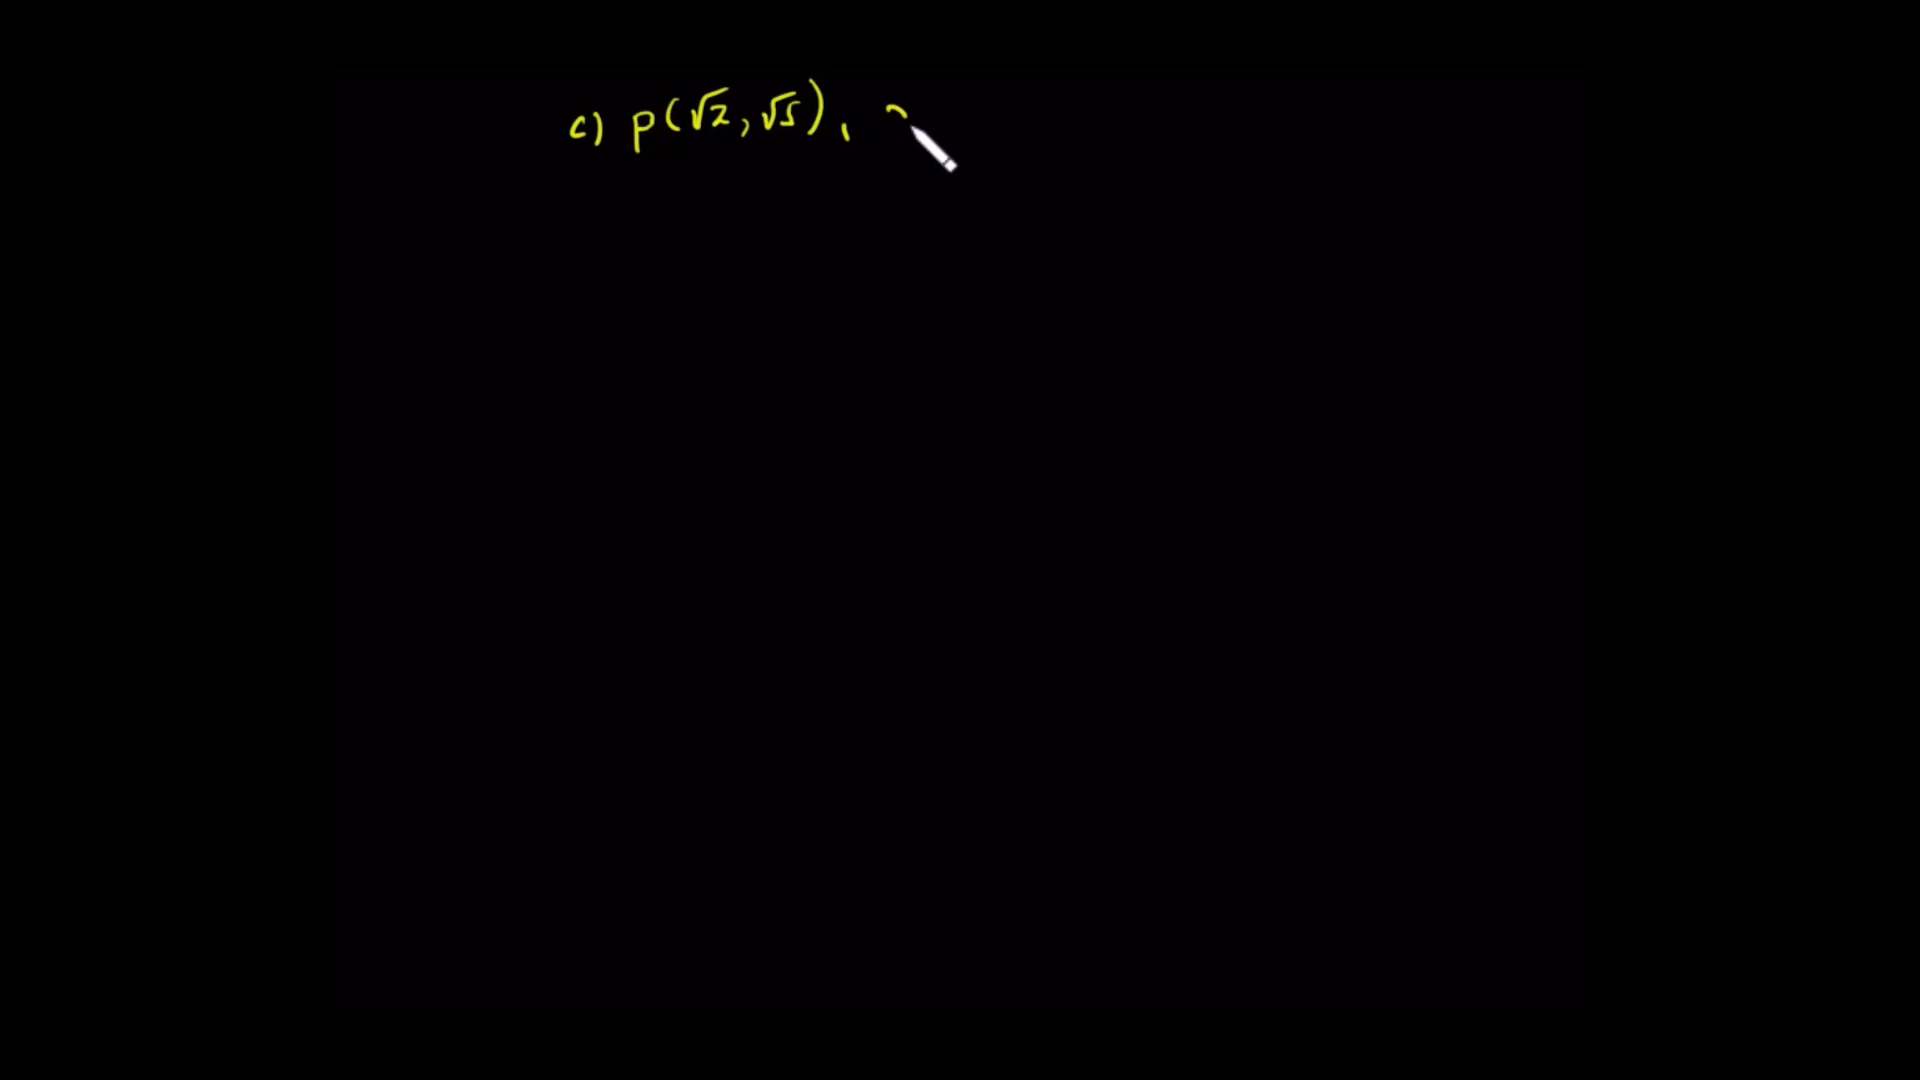 c) P(√2, √5),